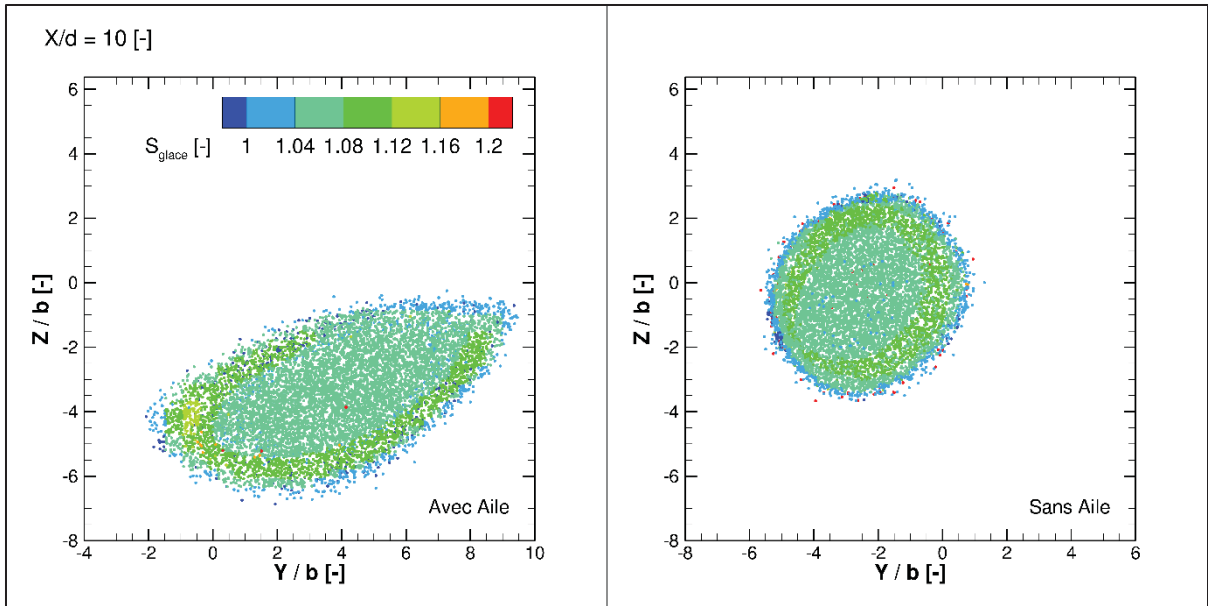 X/d = 10 [-]
6
4
2
0
-2
-4
-6
-8
Z / b [-]
S_glace [-] 1 1.04 1.08 1.12 1.16 1.2
Avec Aile
-4 -2 0 2 4 6 8 10
Y / b [-]
6
4
2
0
-2
-4
-6
-8
Z / b [-]
Sans Aile
-8 -6 -4 -2 0 2 4 6
Y / b [-]